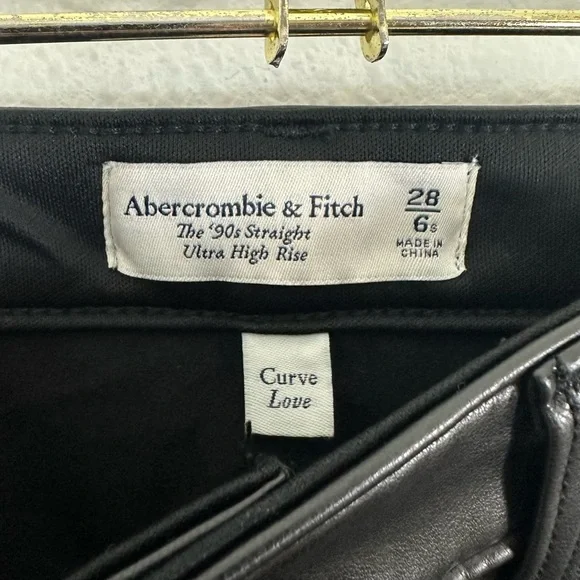 Abercrombie & Fitch
The '90s Straight
Ultra High Rise
28
6s
MADE IN
CHINA
Curve
Love